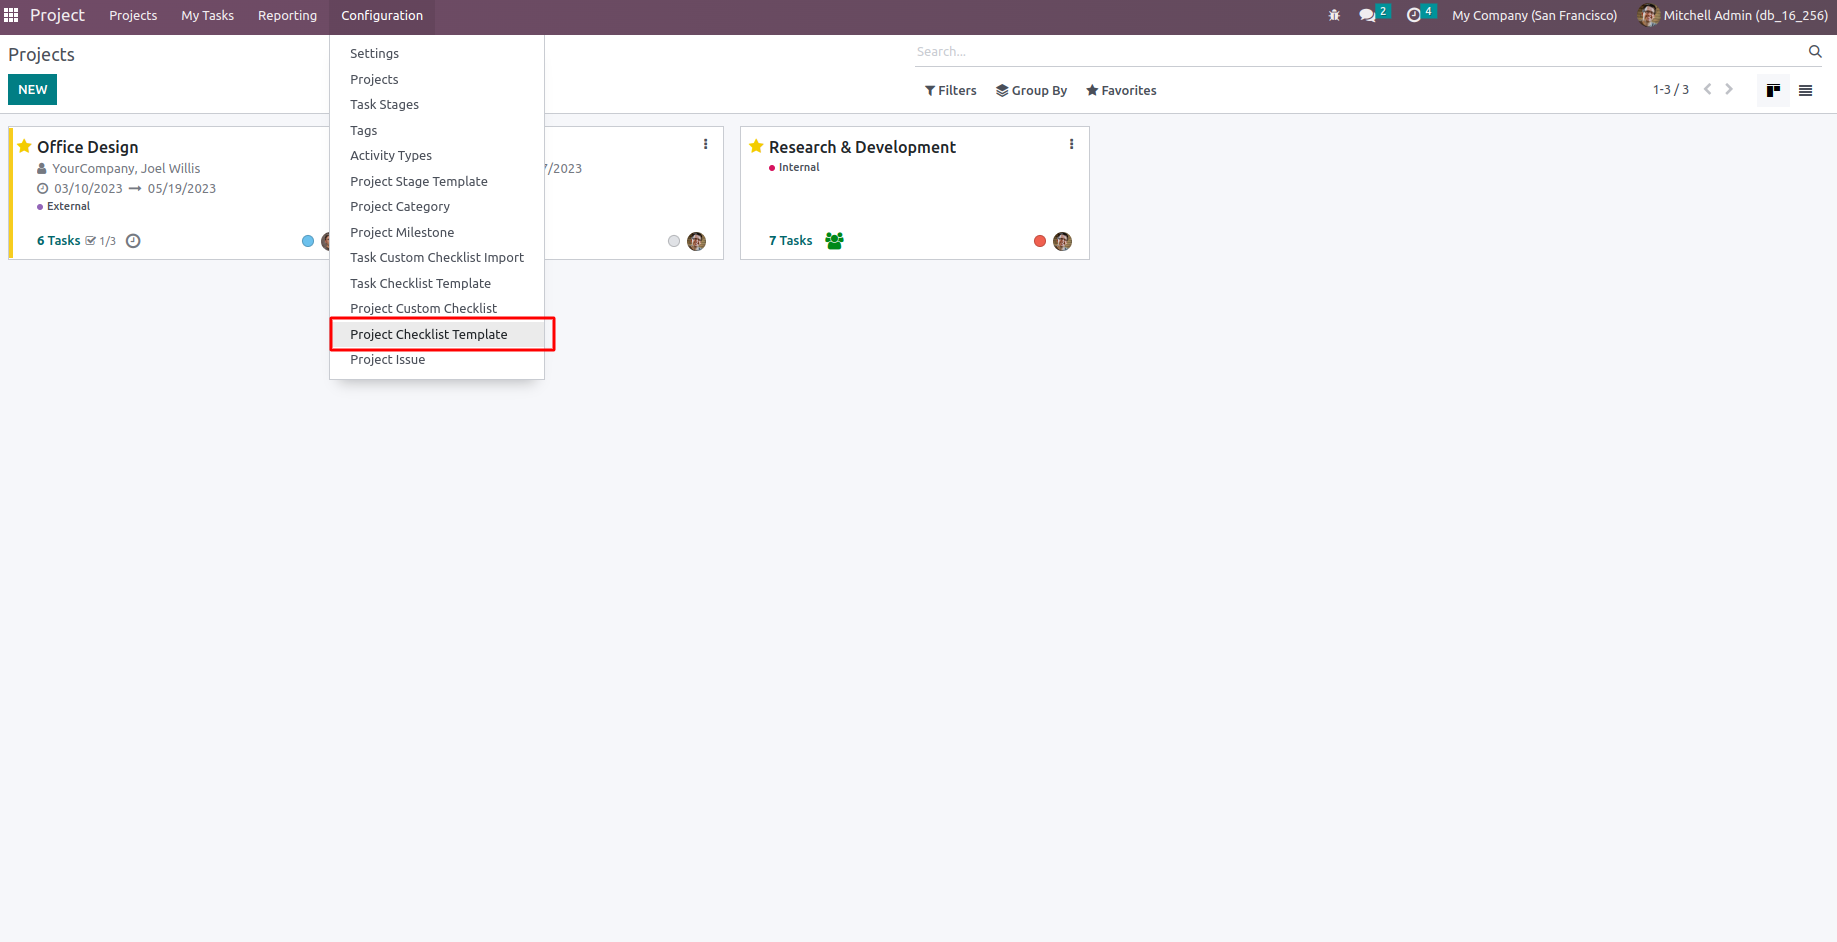 Project Projects My Tasks Reporting Configuration 2 4 My Company (San Francisco) Mitchell Admin (db_16_256)
Projects
Search...
NEW
Filters Group By Favorites 1-3 / 3
Settings
Projects
Task Stages
Tags
Activity Types
Project Stage Template
Project Category
Project Milestone
Task Custom Checklist Import
Task Checklist Template
Project Custom Checklist
Project Checklist Template
Project Issue
Office Design
YourCompany, Joel Willis
03/10/2023 → 05/19/2023
External
6 Tasks 1/3
7/2023
Research & Development
Internal
7 Tasks